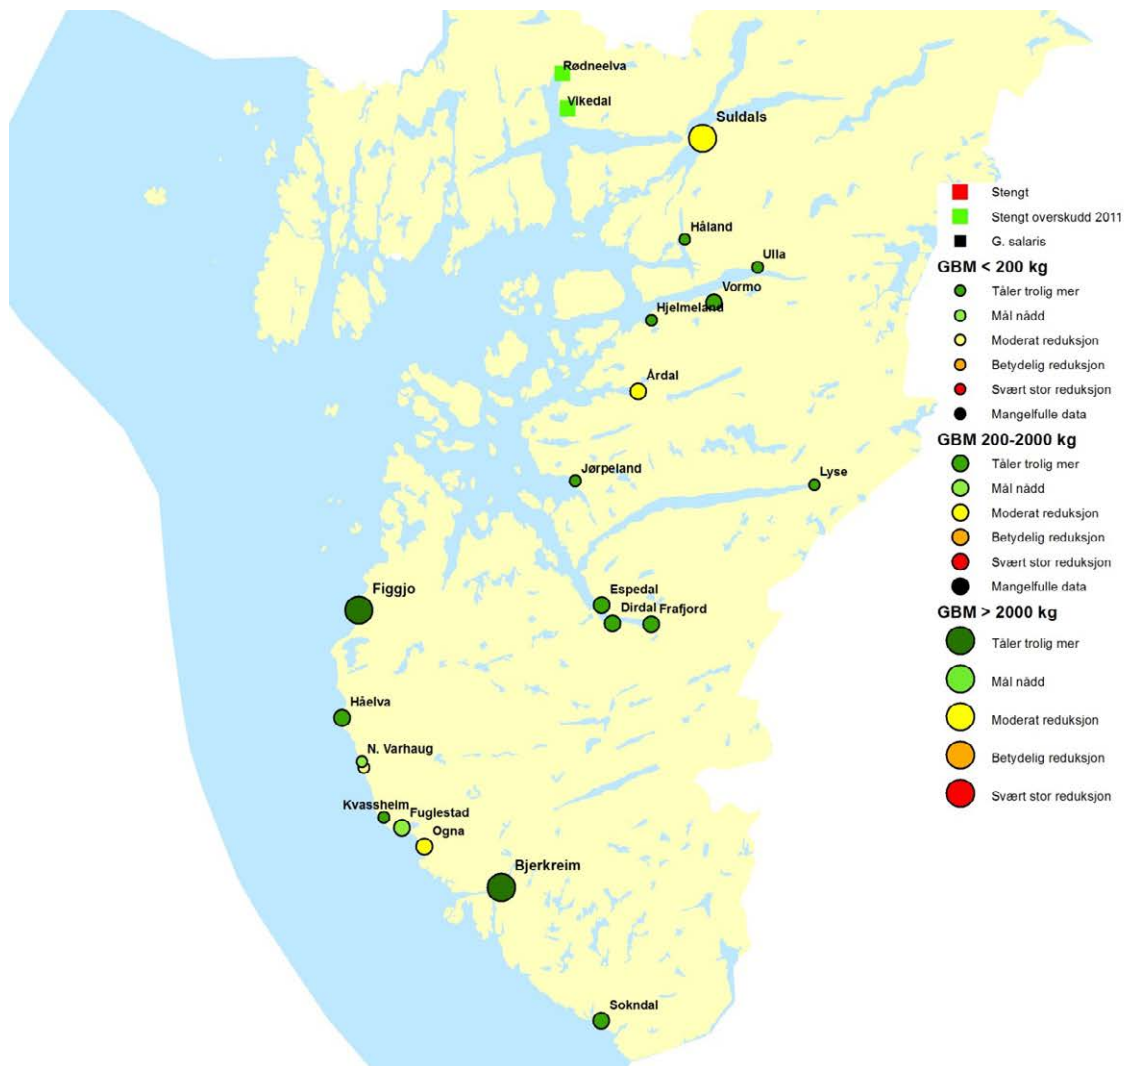 Rødneelva
Vikedal
Suldals
Håland
Ulla
Vormo
Hjelmeland
Årdal
Jørpeland
Lyse
Figgjo
Espedal
Dirdal
Frafjord
Håelva
N. Varhaug
Kvassheim
Fuglestad
Ogna
Bjerkreim
Sokndal
Stengt
Stengt overskudd 2011
G. salaris
GBM < 200 kg
Tåler trolig mer
Mål nådd
Moderat reduksjon
Betydelig reduksjon
Svært stor reduksjon
Mangelfulle data
GBM 200-2000 kg
Tåler trolig mer
Mål nådd
Moderat reduksjon
Betydelig reduksjon
Svært stor reduksjon
Mangelfulle data
GBM > 2000 kg
Tåler trolig mer
Mål nådd
Moderat reduksjon
Betydelig reduksjon
Svært stor reduksjon